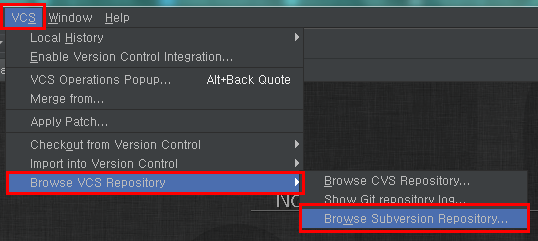 VCS Window Help
Local History
Enable Version Control Integration...
VCS Operations Popup... Alt+Back Quote
Merge from...
Apply Patch...
Checkout from Version Control
Import into Version Control
Browse VCS Repository
Browse CVS Repository...
Show Git repository log...
Browse Subversion Repository...